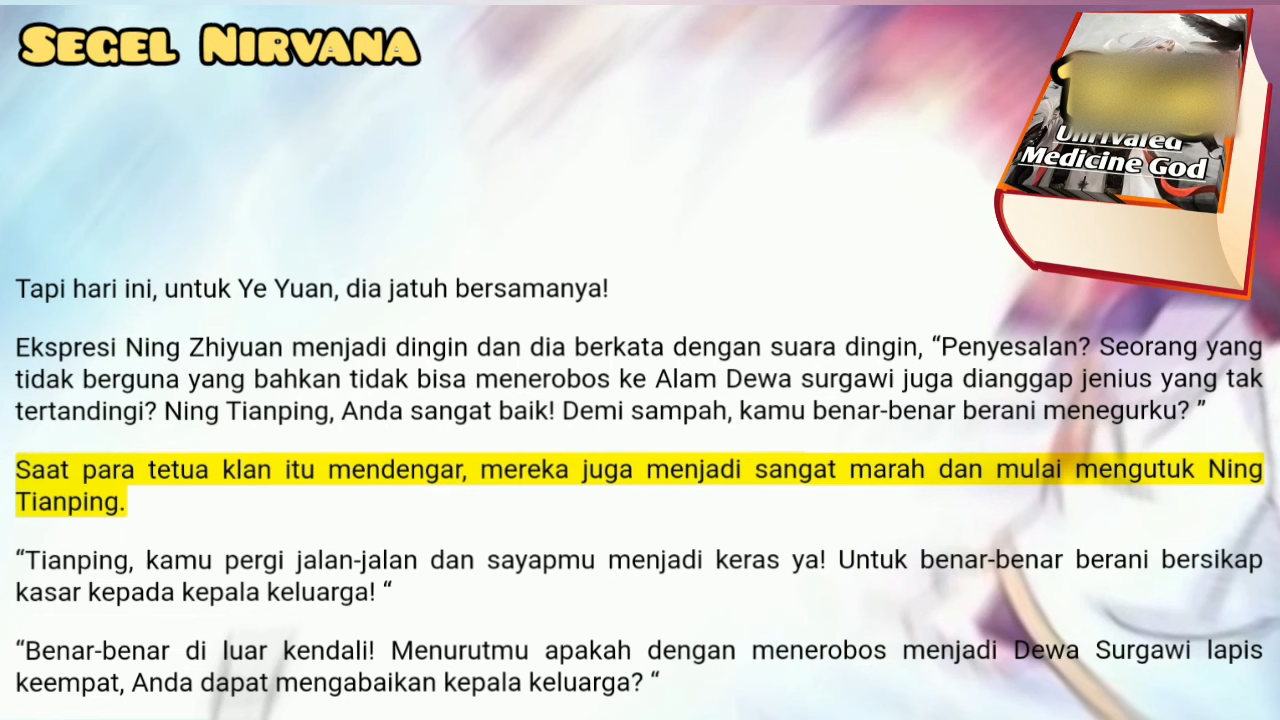 Segel Nirvana
Unrivaled
Medicine God
Tapi hari ini, untuk Ye Yuan, dia jatuh bersamanya!
Ekspresi Ning Zhiyuan menjadi dingin dan dia berkata dengan suara dingin, “Penyesalan? Seorang yang
tidak berguna yang bahkan tidak bisa menerobos ke Alam Dewa surgawi juga dianggap jenius yang tak
tertandingi? Ning Tianping, Anda sangat baik! Demi sampah, kamu benar-benar berani menegurku? ”
Saat para tetua klan itu mendengar, mereka juga menjadi sangat marah dan mulai mengutuk Ning
Tianping.
“Tianping, kamu pergi jalan-jalan dan sayapmu menjadi keras ya! Untuk benar-benar berani bersikap
kasar kepada kepala keluarga! “
“Benar-benar di luar kendali! Menurutmu apakah dengan menerobos menjadi Dewa Surgawi lapis
keempat, Anda dapat mengabaikan kepala keluarga? “